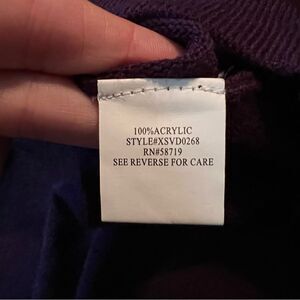 100%ACRYLIC
STYLE#XSVD0268
RN#58719
SEE REVERSE FOR CARE